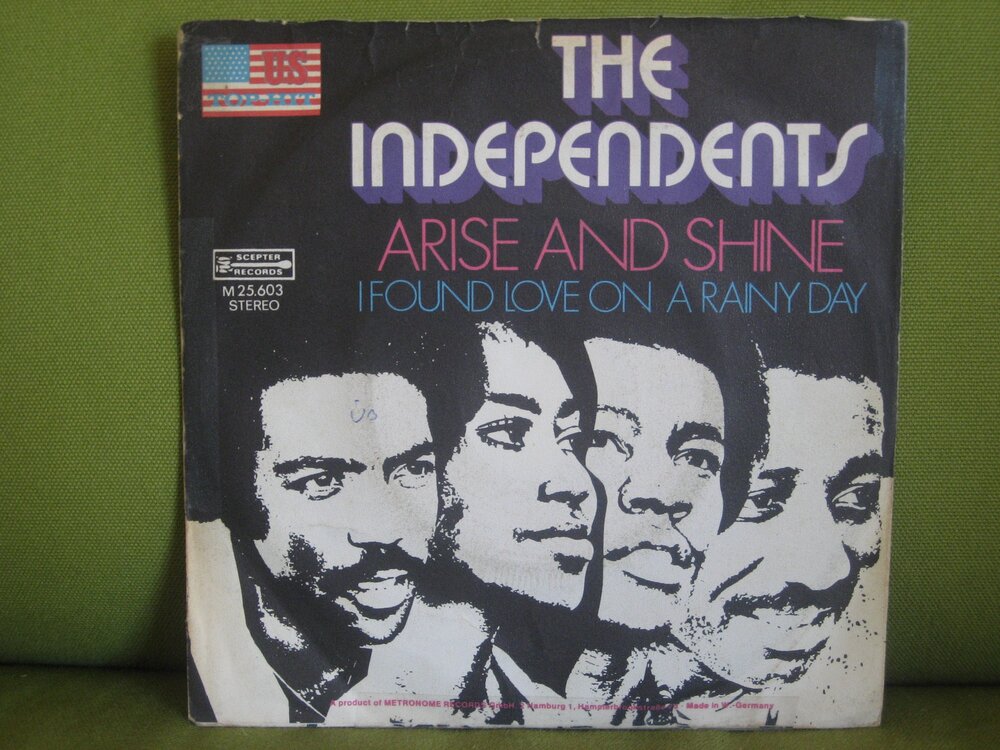 US
TOP-HIT
THE
INDEPENDENTS
ARISE AND SHINE
I FOUND LOVE ON A RAINY DAY
SCEPTER
RECORDS
M 25.603
STEREO
A product of METRONOME RECORDS GmbH, 2 Hamburg 1, Made in W.-Germany